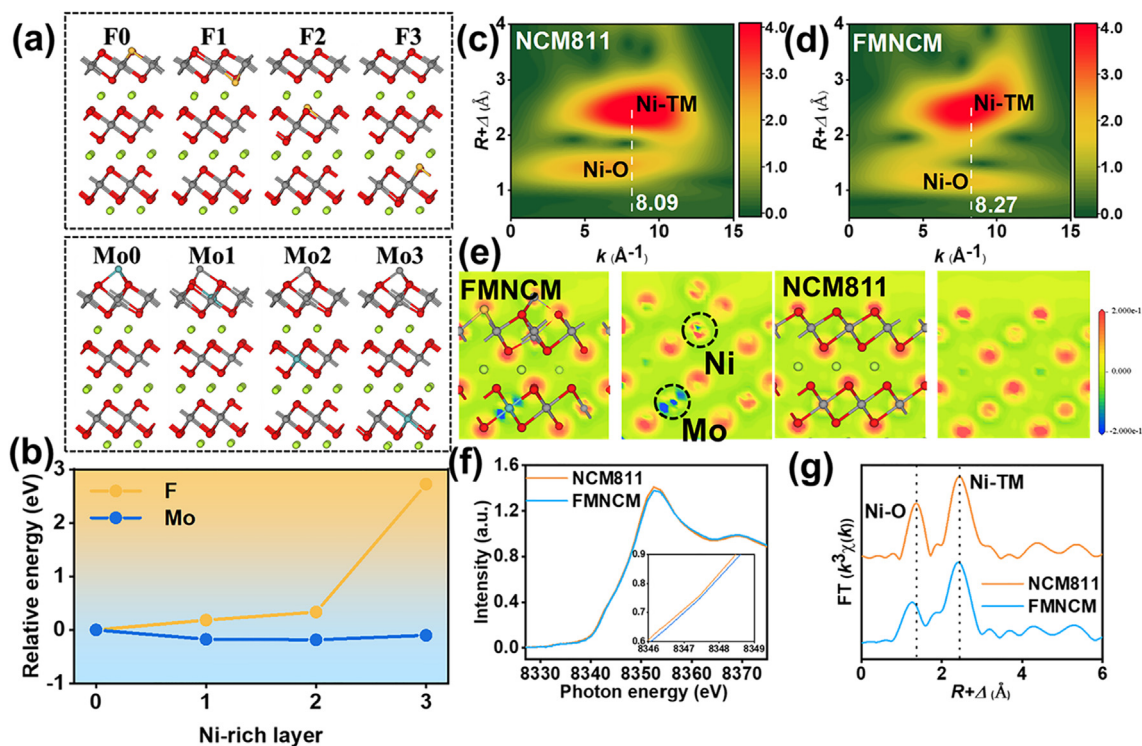 (a)
F0 F1 F2 F3
Mo0 Mo1 Mo2 Mo3
(b)
Relative energy (eV)
3
2
1
0
-1
F
Mo
0 1 2 3
Ni-rich layer
(c)
NCM811
R+Δ (Å)
4
3
2
1
Ni-TM
Ni-O
8.09
0 5 10 15
k (Å-1)
4.0
3.0
2.0
1.0
0.0
(d)
FMNCM
4
3
2
1
Ni-TM
Ni-O
8.27
0 5 10 15
k (Å-1)
4.0
3.0
2.0
1.0
0.0
(e)
FMNCM
Ni
Mo
NCM811
2.000e-1
0.000
-2.000e-1
(f)
Intensity (a.u.)
1.6
1.2
0.8
0.4
0.0
NCM811
FMNCM
0.9
0.8
0.7
0.6
8346 8347 8348 8349
8330 8340 8350 8360 8370
Photon energy (eV)
(g)
FT (k3χ(k))
Ni-O
Ni-TM
NCM811
FMNCM
0 2 4 6
R+Δ (Å)